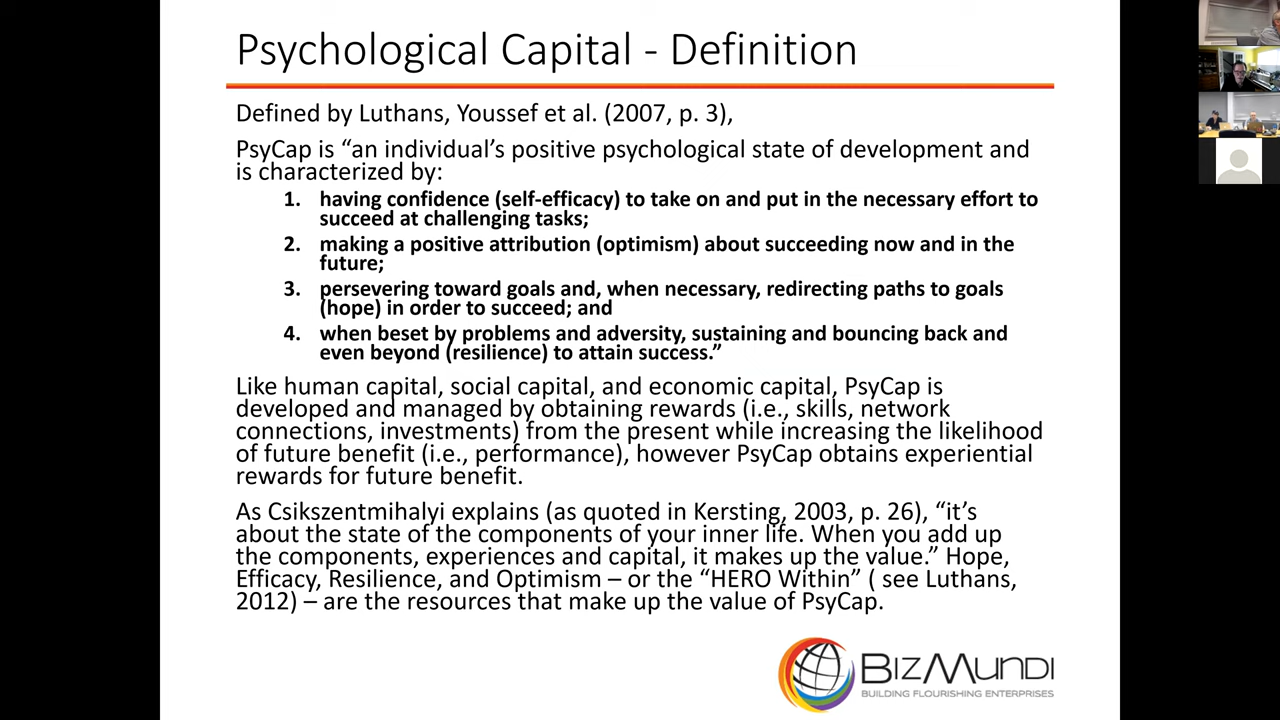 Psychological Capital - Definition
Defined by Luthans, Youssef et al. (2007, p. 3),
PsyCap is “an individual’s positive psychological state of development and
is characterized by:
1. having confidence (self-efficacy) to take on and put in the necessary effort to
succeed at challenging tasks;
2. making a positive attribution (optimism) about succeeding now and in the
future;
3. persevering toward goals and, when necessary, redirecting paths to goals
(hope) in order to succeed; and
4. when beset by problems and adversity, sustaining and bouncing back and
even beyond (resilience) to attain success.”
Like human capital, social capital, and economic capital, PsyCap is
developed and managed by obtaining rewards (i.e., skills, network
connections, investments) from the present while increasing the likelihood
of future benefit (i.e., performance), however PsyCap obtains experiential
rewards for future benefit.
As Csikszentmihalyi explains (as quoted in Kersting, 2003, p. 26), “it’s
about the state of the components of your inner life. When you add up
the components, experiences and capital, it makes up the value.” Hope,
Efficacy, Resilience, and Optimism – or the “HERO Within” ( see Luthans,
2012) – are the resources that make up the value of PsyCap.
BIZMUNDI
BUILDING FLOURISHING ENTERPRISES